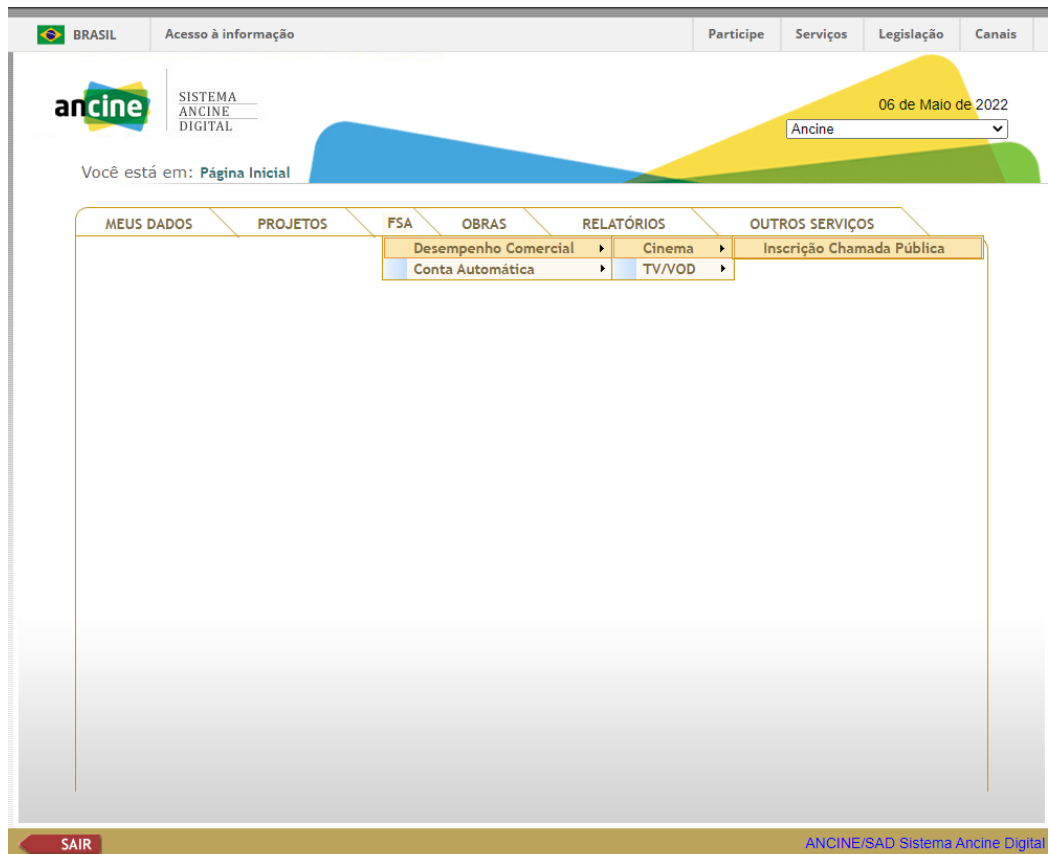 BRASIL Acesso à informação Participe Serviços Legislação Canais
ancine
SISTEMA
ANCINE
DIGITAL
06 de Maio de 2022
Ancine
Você está em: Página Inicial
MEUS DADOS PROJETOS FSA OBRAS RELATÓRIOS OUTROS SERVIÇOS
Desempenho Comercial Cinema Inscrição Chamada Pública
Conta Automática TV/VOD
SAIR ANCINE/SAD Sistema Ancine Digital